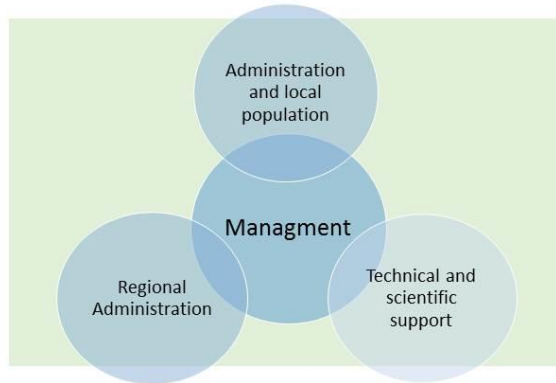 Administration
and local
population
Managment
Regional
Administration
Technical and
scientific
support